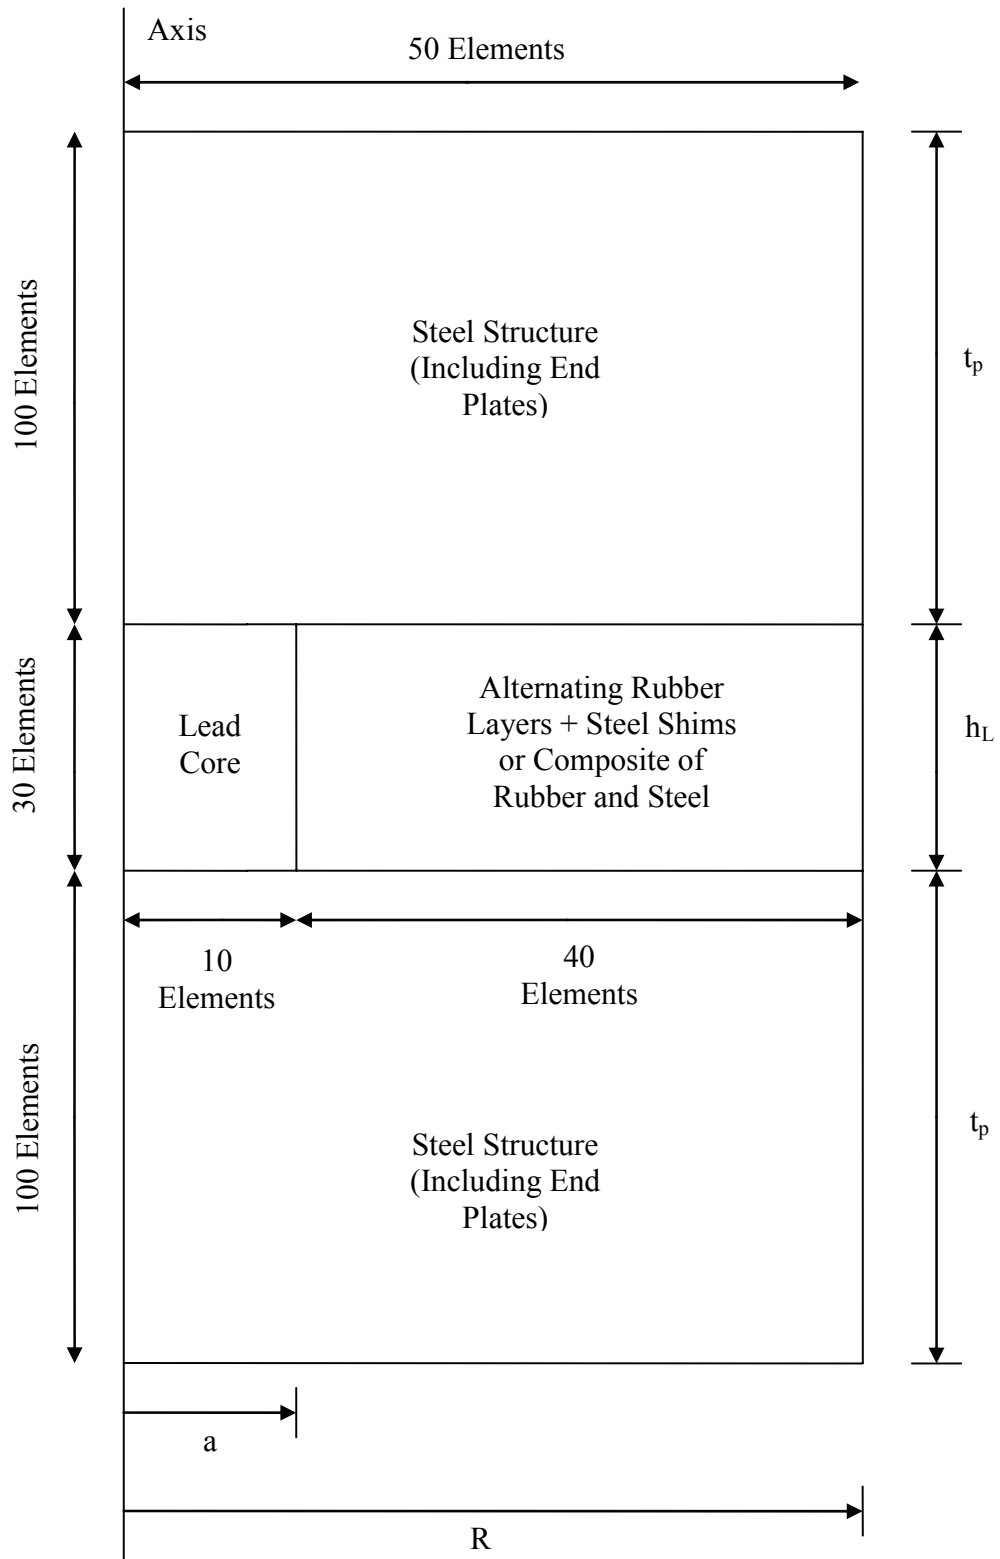 Axis
50 Elements
100 Elements
Steel Structure
(Including End
Plates)
tp
30 Elements
Lead
Core
Alternating Rubber
Layers + Steel Shims
or Composite of
Rubber and Steel
hL
10
Elements
40
Elements
100 Elements
Steel Structure
(Including End
Plates)
tp
a
R